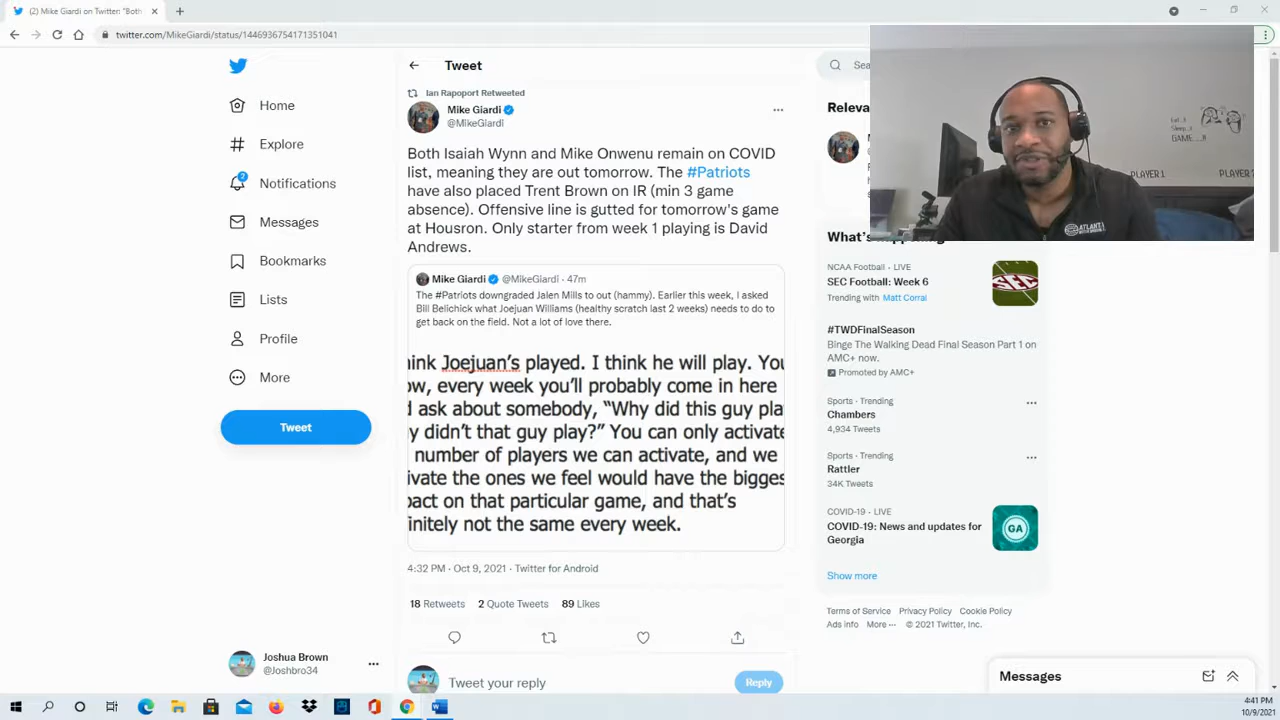 (2) Mike Giardi on Twitter: "Both
twitter.com/MikeGiardi/status/1446936754171351041
Home
Explore
2
Notifications
Messages
Bookmarks
Lists
Profile
More
Tweet
Joshua Brown
@Joshbro34
Tweet
Ian Rapoport Retweeted
Mike Giardi
@MikeGiardi
Both Isaiah Wynn and Mike Onwenu remain on COVID
list, meaning they are out tomorrow. The #Patriots
have also placed Trent Brown on IR (min 3 game
absence). Offensive line is gutted for tomorrow's game
at Housron. Only starter from week 1 playing is David
Andrews.
Mike Giardi @MikeGiardi · 47m
The #Patriots downgraded Jalen Mills to out (hammy). Earlier this week, I asked
Bill Belichick what Joejuan Williams (healthy scratch last 2 weeks) needs to do to
get back on the field. Not a lot of love there.
ink Joejuan's played. I think he will play. You
ow, every week you'll probably come in here
ask about somebody, "Why did this guy pla
y didn't that guy play?" You can only activate
number of players we can activate, and we
ivate the ones we feel would have the bigges
pact on that particular game, and that's
finitely not the same every week.
4:32 PM · Oct 9, 2021 · Twitter for Android
18 Retweets 2 Quote Tweets 89 Likes
Tweet your reply
Reply
Sea
Releva
PLAYER 1
PLAYER 2
GAME...
ATLANTA
What's happening
NCAA Football · LIVE
SEC Football: Week 6
Trending with Matt Corral
SEC
#TWDFinalSeason
Binge The Walking Dead Final Season Part 1 on
AMC+ now.
Promoted by AMC+
Sports · Trending
Chambers
4,934 Tweets
Sports · Trending
Rattler
34K Tweets
COVID-19 · LIVE
COVID-19: News and updates for
Georgia
GA
Show more
Terms of Service Privacy Policy Cookie Policy
Ads info More ··· © 2021 Twitter, Inc.
Messages
4:41 PM
10/9/2021